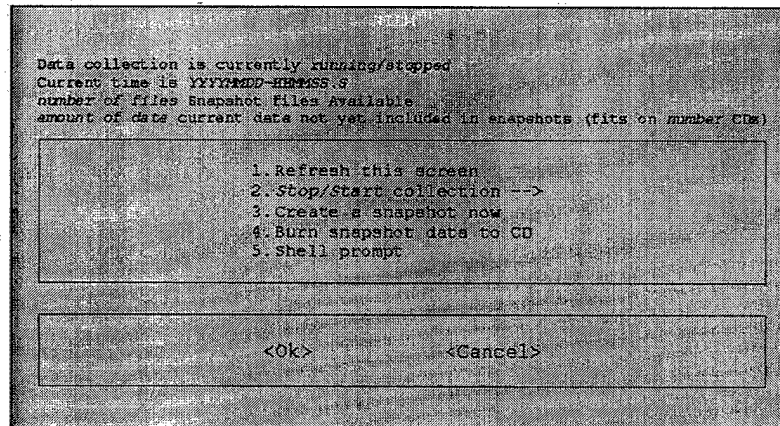 Data collection is currently running/stopped
Current time is YYYYMMDD-HHMMSS.S
number of files Snapshot files Available
amount of data current data not yet included in snapshots (fits on number CDs)
1. Refresh this screen
2. Stop/Start collection -->
3. Create a snapshot now
4. Burn snapshot data to CD
5. Shell prompt
<Ok> <Cancel>